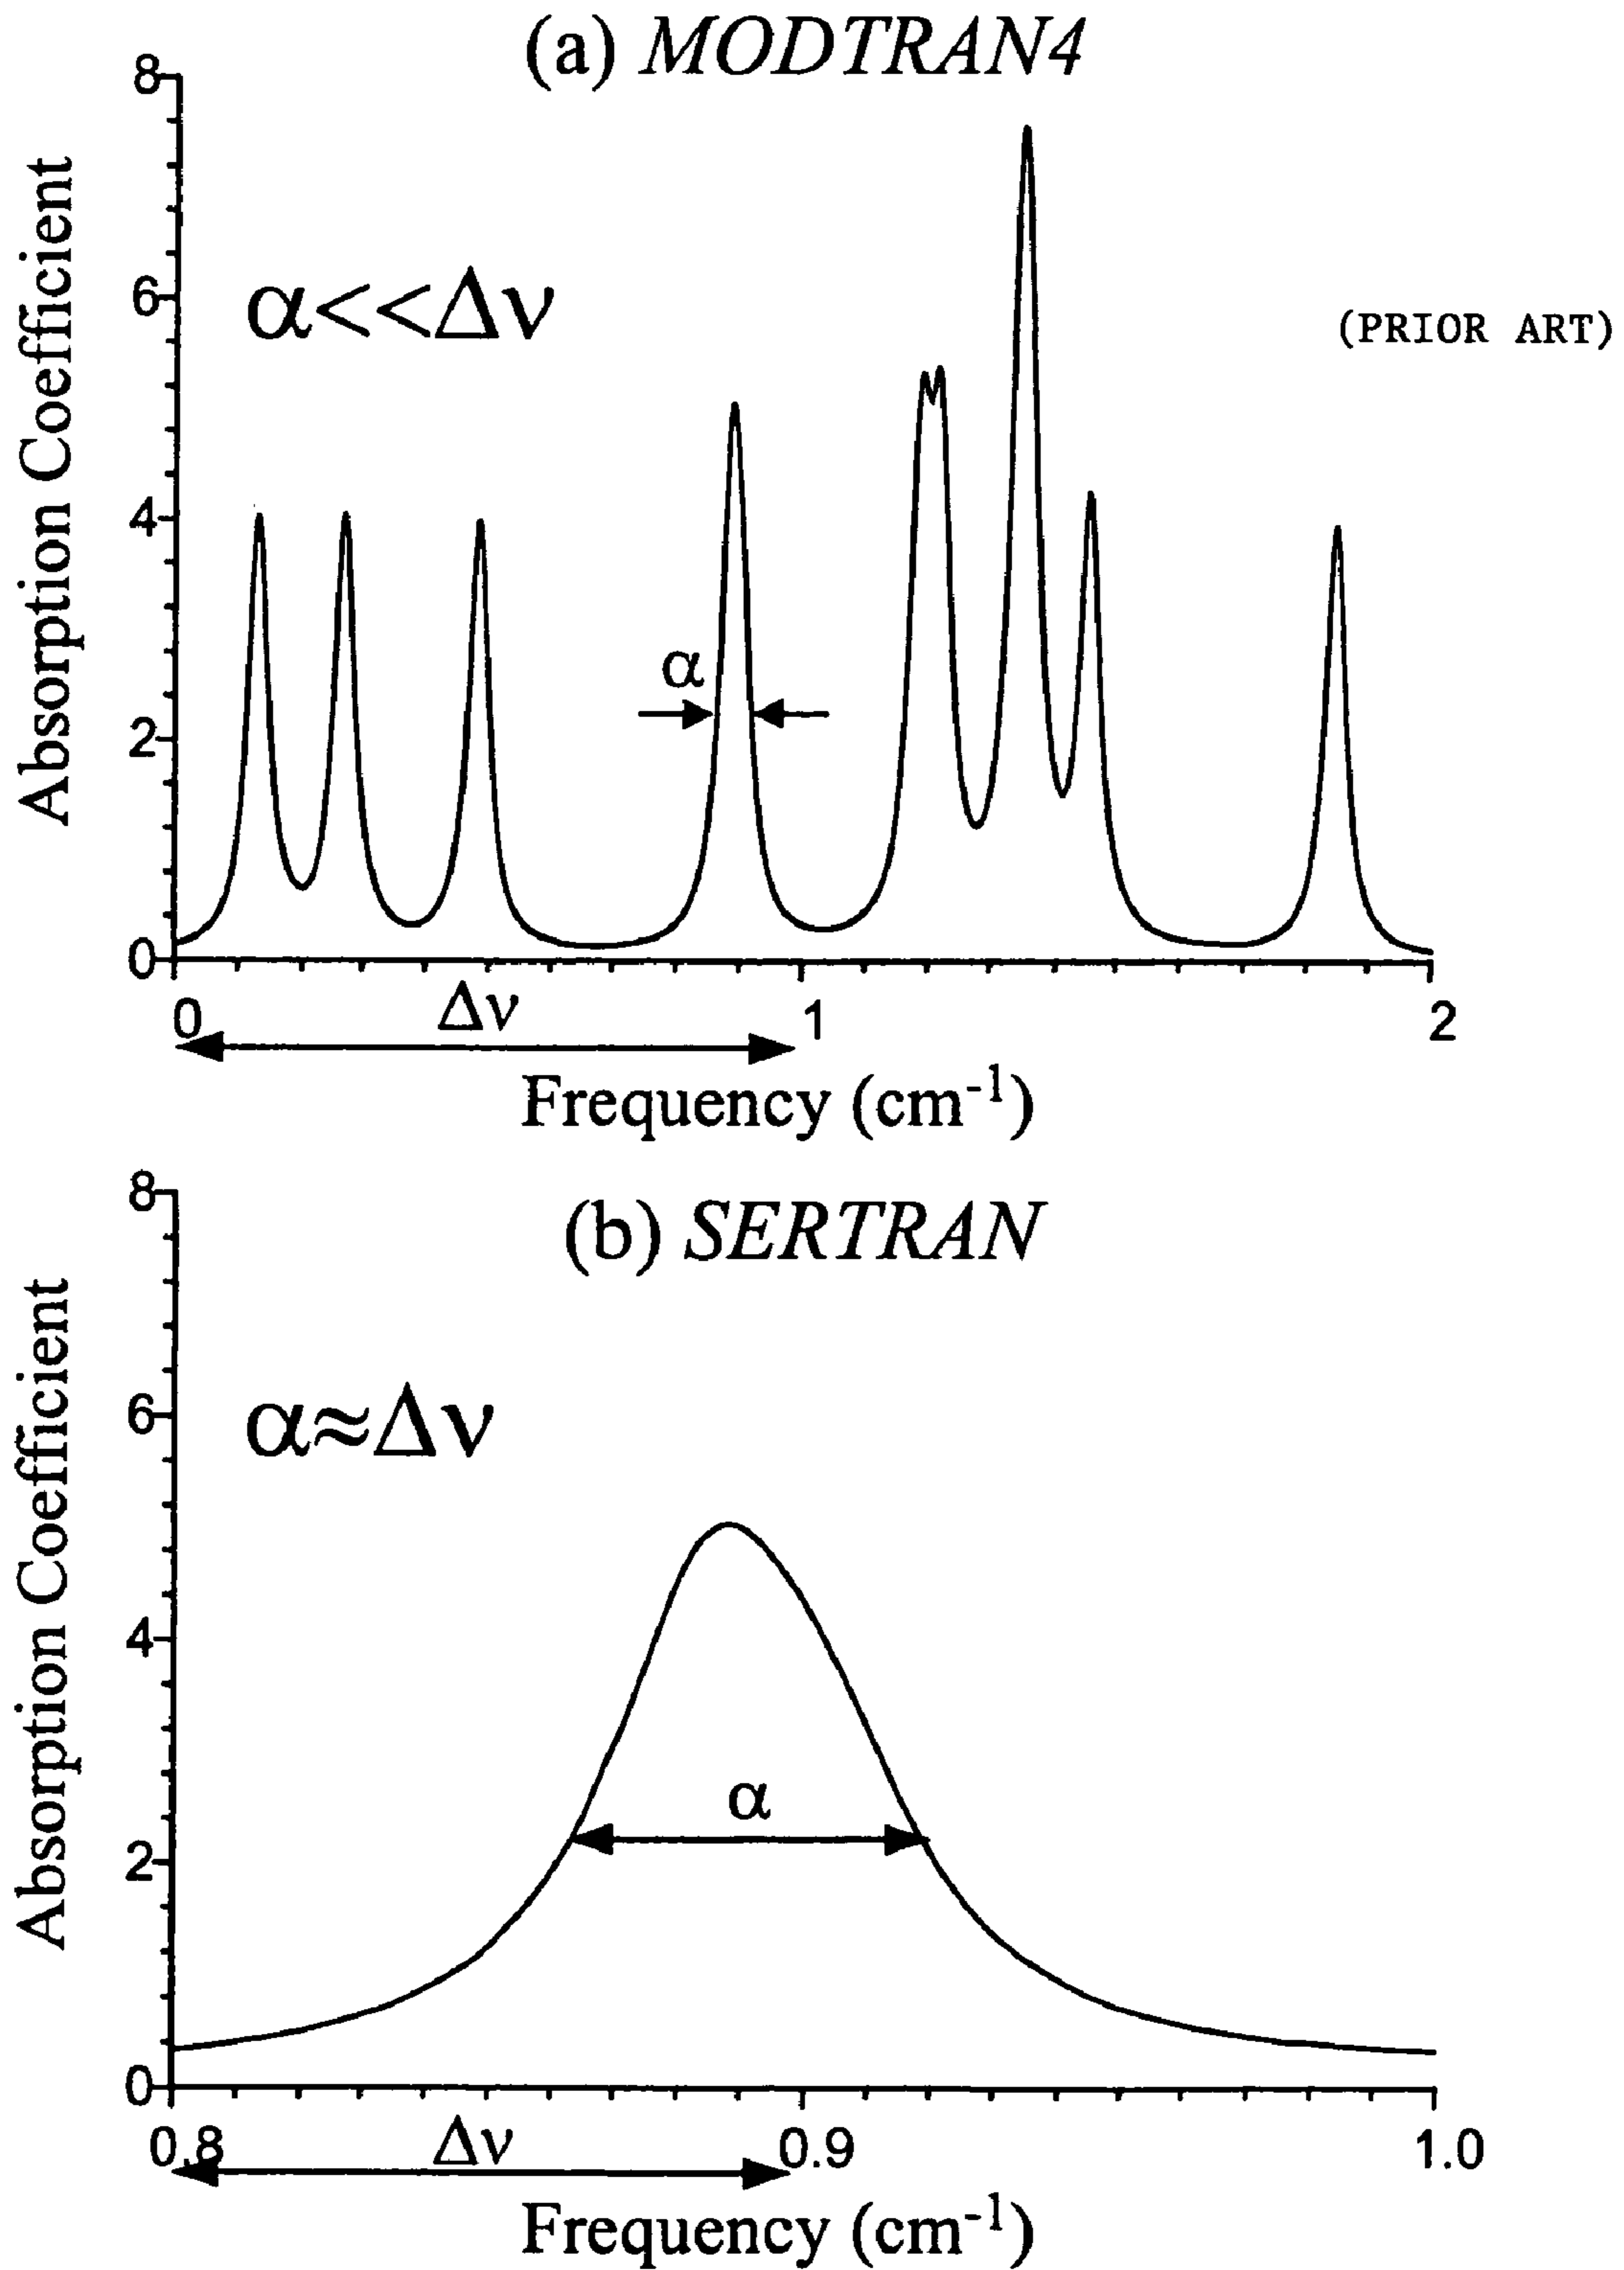 (a) MODTRAN4
Absorption Coefficient
8
6
4
2
0
α<<Δν
(PRIOR ART)
α
0
1
2
Δν
Frequency (cm⁻¹)
(b) SERTRAN
Absorption Coefficient
8
6
4
2
0
α≈Δν
α
0.8
0.9
1.0
Δν
Frequency (cm⁻¹)